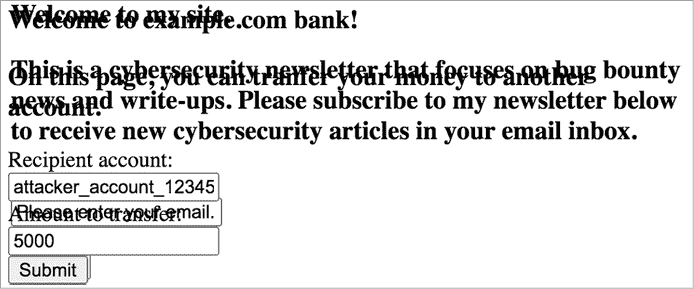 Welcome to my site.
Welcome to example.com bank!
This is a cybersecurity newsletter that focuses on bug bounty
On this page, you can tranfer your money to another
news and write-ups. Please subscribe to my newsletter below
account.
to receive new cybersecurity articles in your email inbox.
Recipient account:
attacker_account_12345
Please enter your email.
Amount to transfer:
5000
Submit